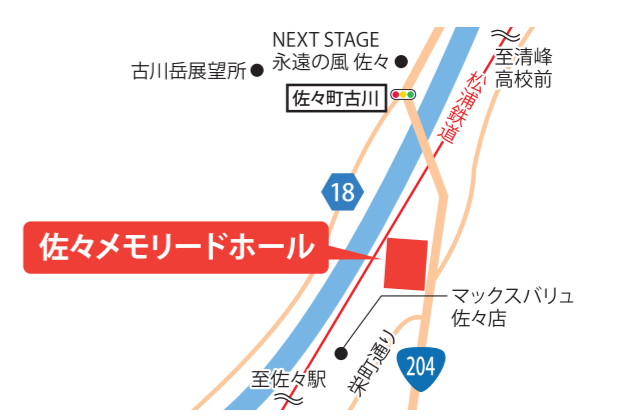 NEXT STAGE
永遠の風 佐々
古川岳展望所
至清峰
高校前
佐々町古川
松浦鉄道
18
佐々メモリードホール
マックスバリュ
佐々店
栄町通り
204
至佐々駅